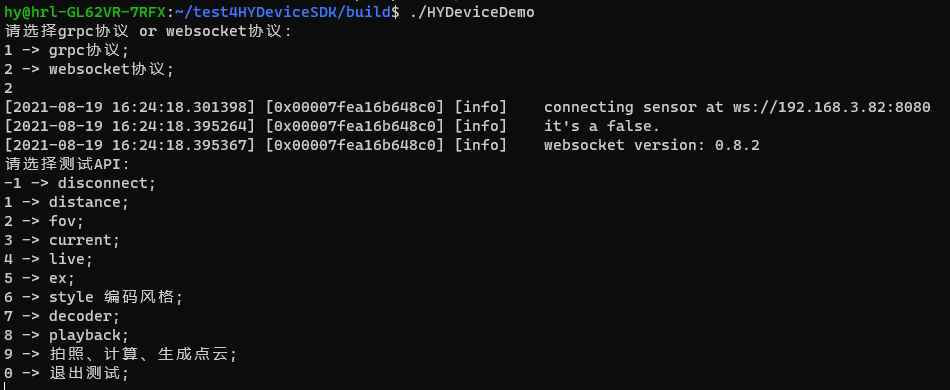 hy@hrl-GL62VR-7RFX:~/test4HYDeviceSDK/build$ ./HYDeviceDemo
请选择grpc协议 or websocket协议:
1 -> grpc协议;
2 -> websocket协议;
2
[2021-08-19 16:24:18.301398] [0x00007fea16b648c0] [info]    connecting sensor at ws://192.168.3.82:8080
[2021-08-19 16:24:18.395264] [0x00007fea16b648c0] [info]    it's a false.
[2021-08-19 16:24:18.395367] [0x00007fea16b648c0] [info]    websocket version: 0.8.2
请选择测试API:
-1 -> disconnect;
1 -> distance;
2 -> fov;
3 -> current;
4 -> live;
5 -> ex;
6 -> style 编码风格;
7 -> decoder;
8 -> playback;
9 -> 拍照、计算、生成点云;
0 -> 退出测试;